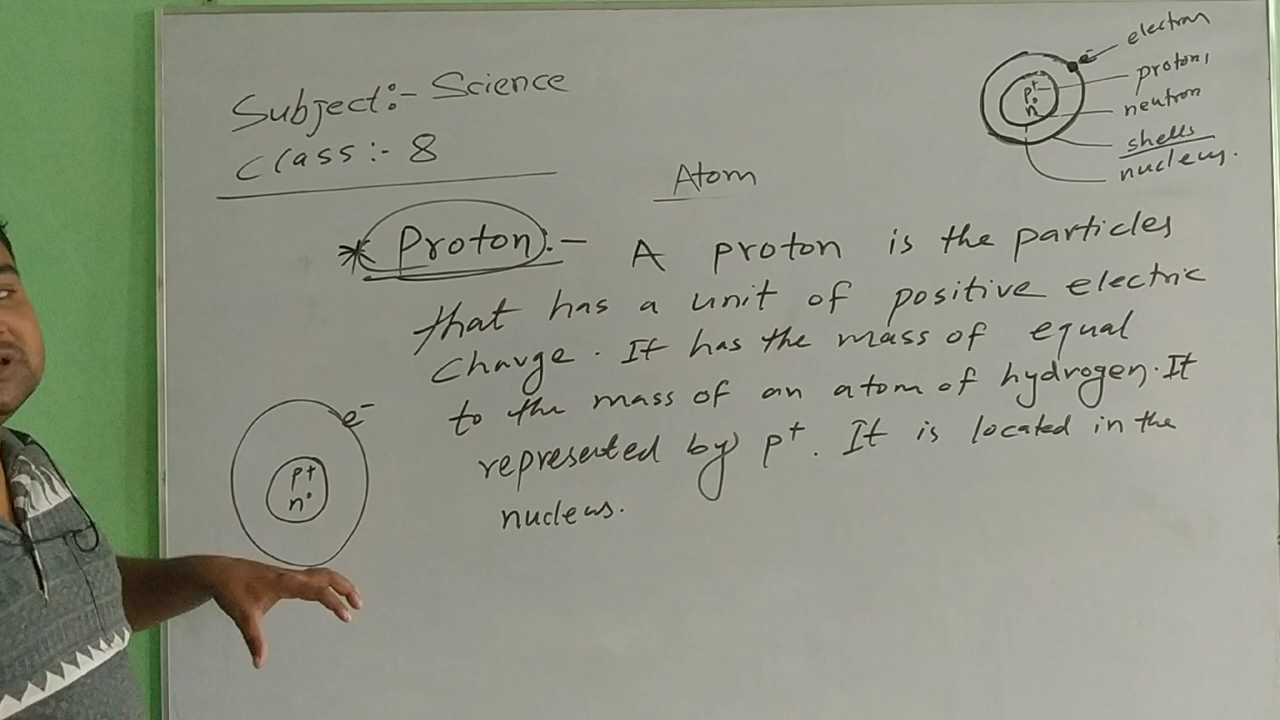 Subject:- Science
Class:- 8
Atom
e⁻ electron
proton,
neutron
shells
nucleus.
p+
n
* Proton:- A proton is the particles
that has a unit of positive electric
Charge. It has the mass of equal
to the mass of an atom of hydrogen. It
represented by p+. It is located in the
nucleus.
e⁻
p+
n°